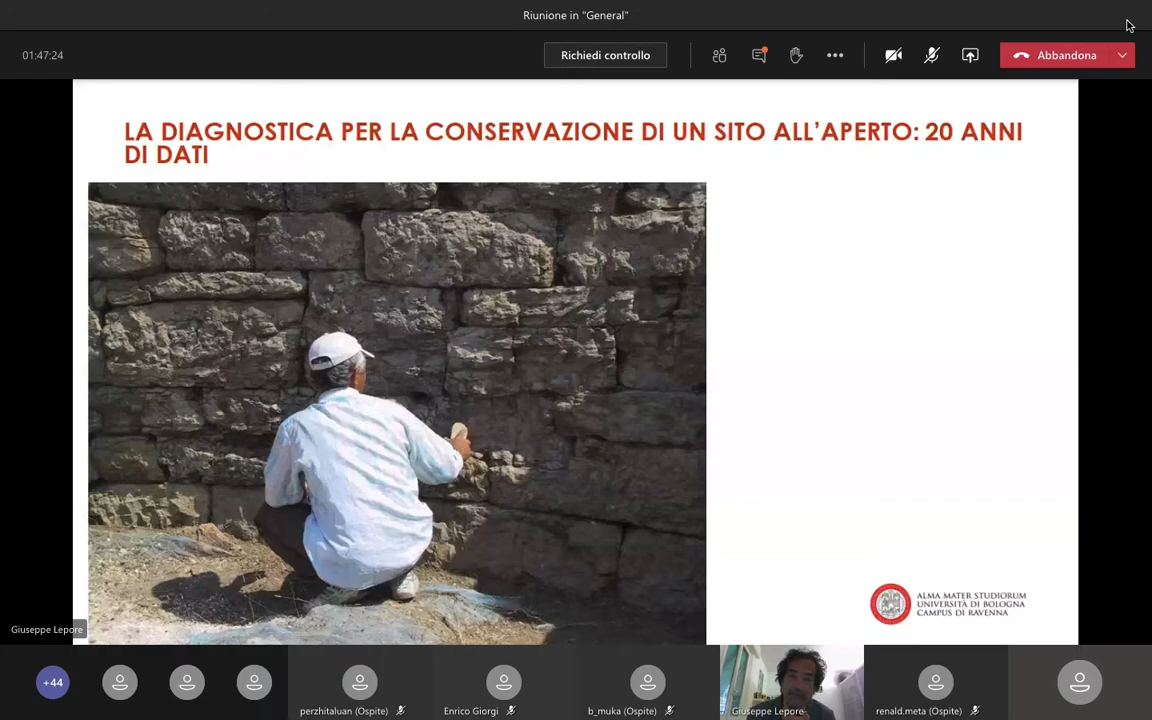 Riunione in "General"
01:47:24
Richiedi controllo
Abbandona
LA DIAGNOSTICA PER LA CONSERVAZIONE DI UN SITO ALL'APERTO: 20 ANNI
DI DATI
ALMA MATER STUDIORUM
UNIVERSITÀ DI BOLOGNA
CAMPUS DI RAVENNA
Giuseppe Lepore
+44
perzhitaluan (Ospite)
Enrico Giorgi
b_muka (Ospite)
Giuseppe Lepore
renald.meta (Ospite)